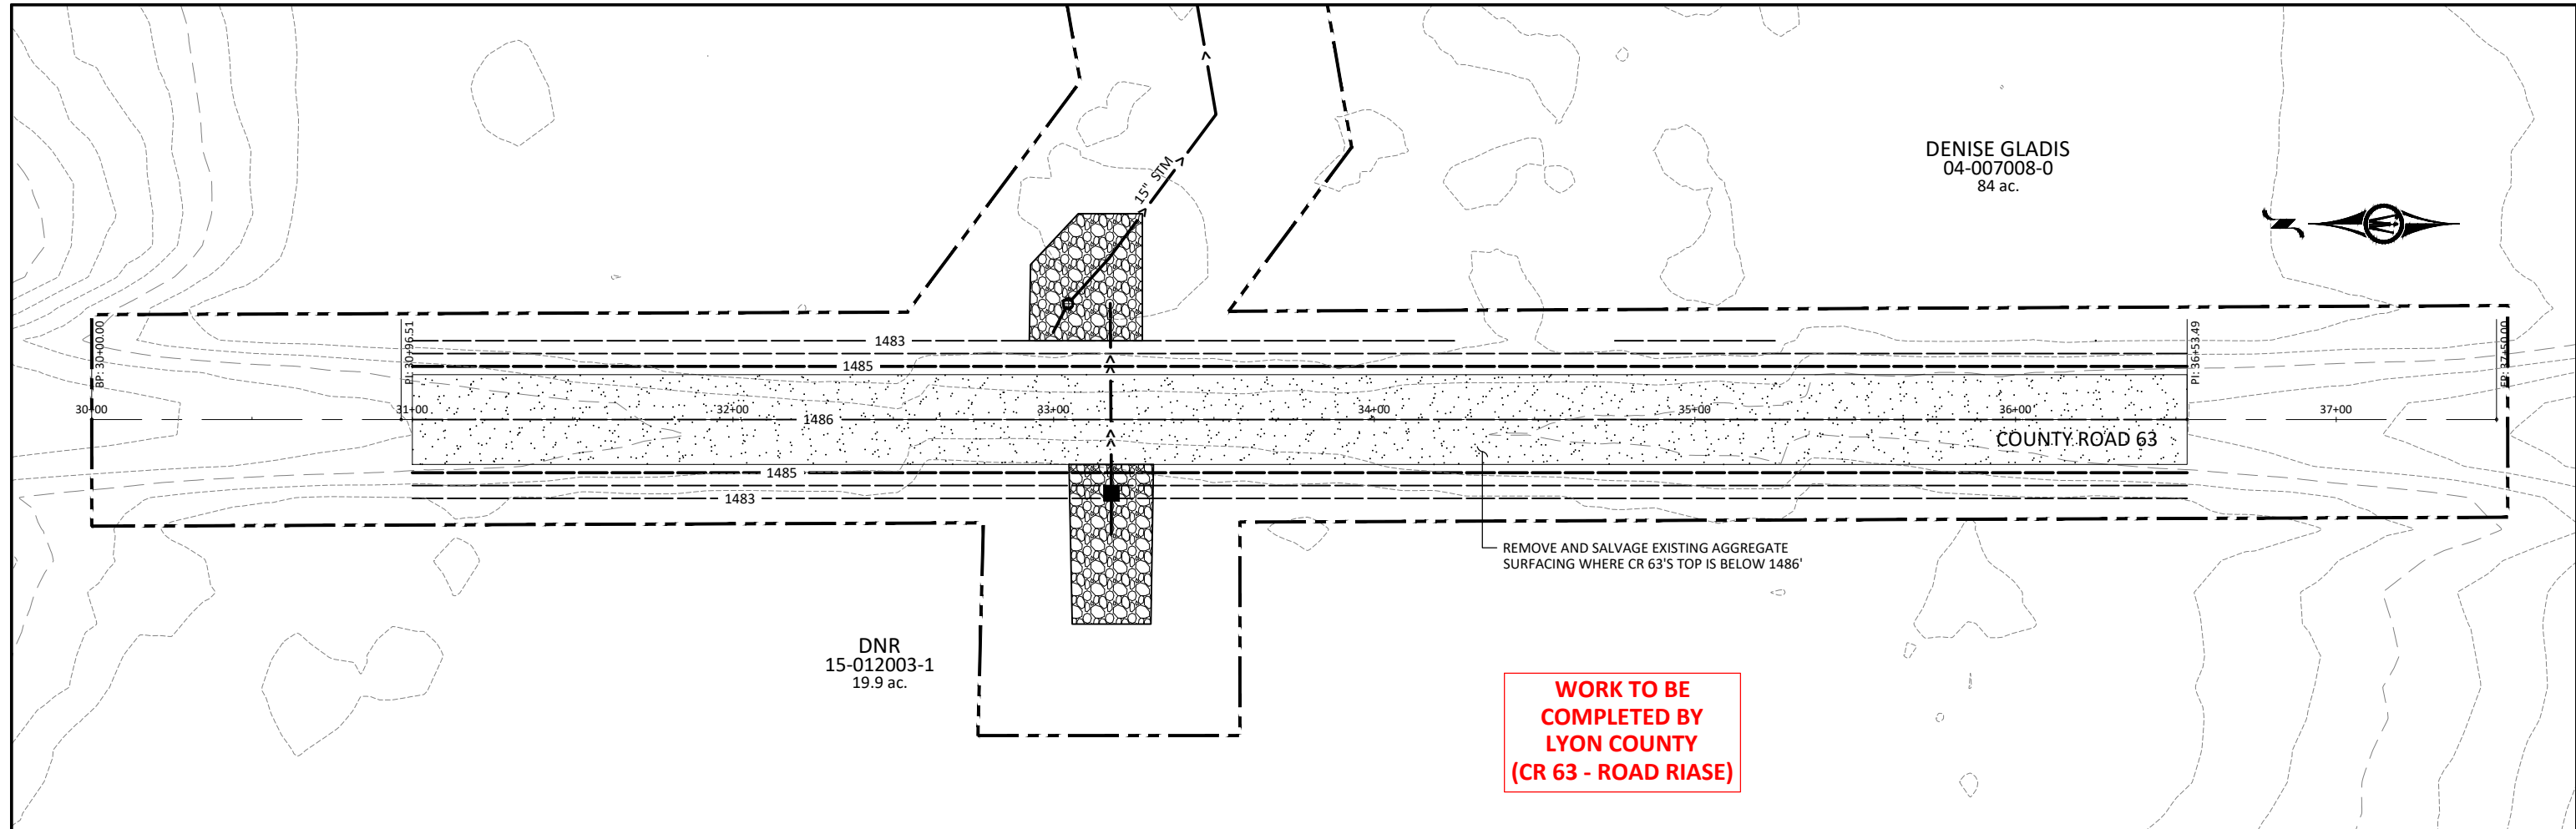 DENISE GLADIS
04-007008-0
84 ac.
N
15" STM
BP: 30+00.00
PI: 30+96.51
PI: 36+53.49
EP: 37+50.00
1483
1485
30+00
31+00
32+00
33+00
34+00
35+00
36+00
37+00
1486
COUNTY ROAD 63
1485
1483
REMOVE AND SALVAGE EXISTING AGGREGATE
SURFACING WHERE CR 63'S TOP IS BELOW 1486'
DNR
15-012003-1
19.9 ac.
WORK TO BE
COMPLETED BY
LYON COUNTY
(CR 63 - ROAD RIASE)